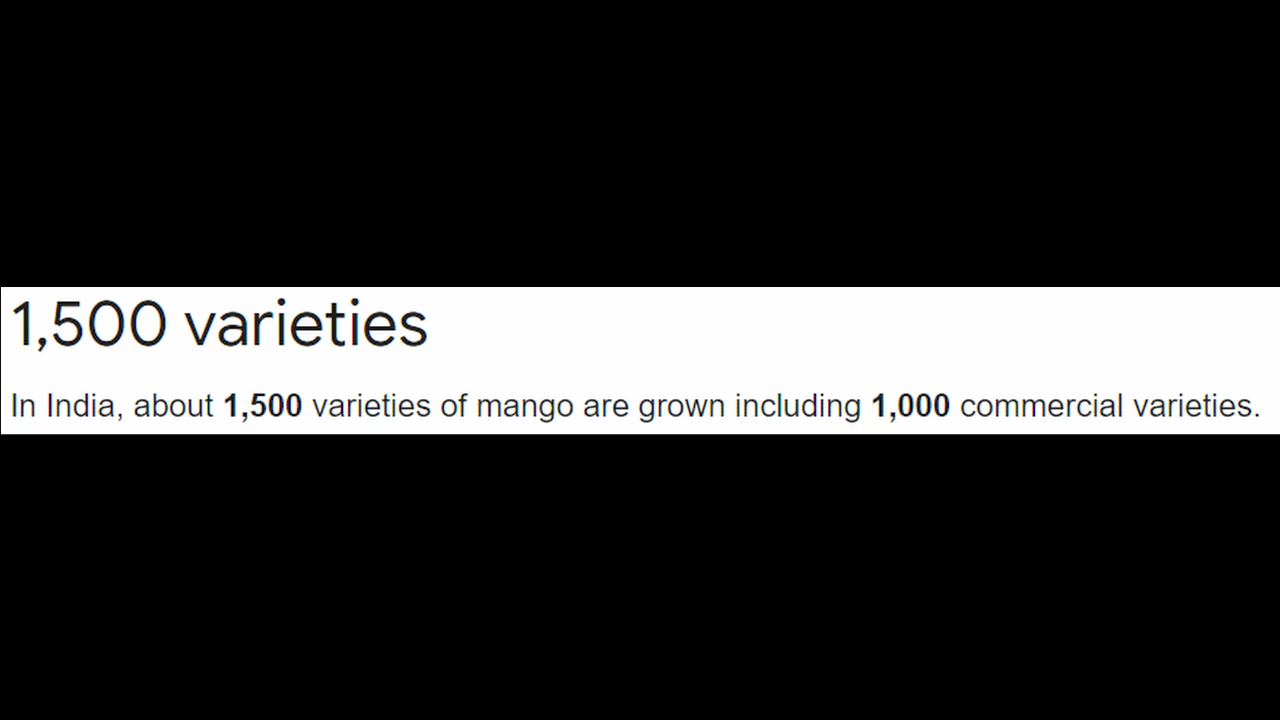 1,500 varieties
In India, about 1,500 varieties of mango are grown including 1,000 commercial varieties.